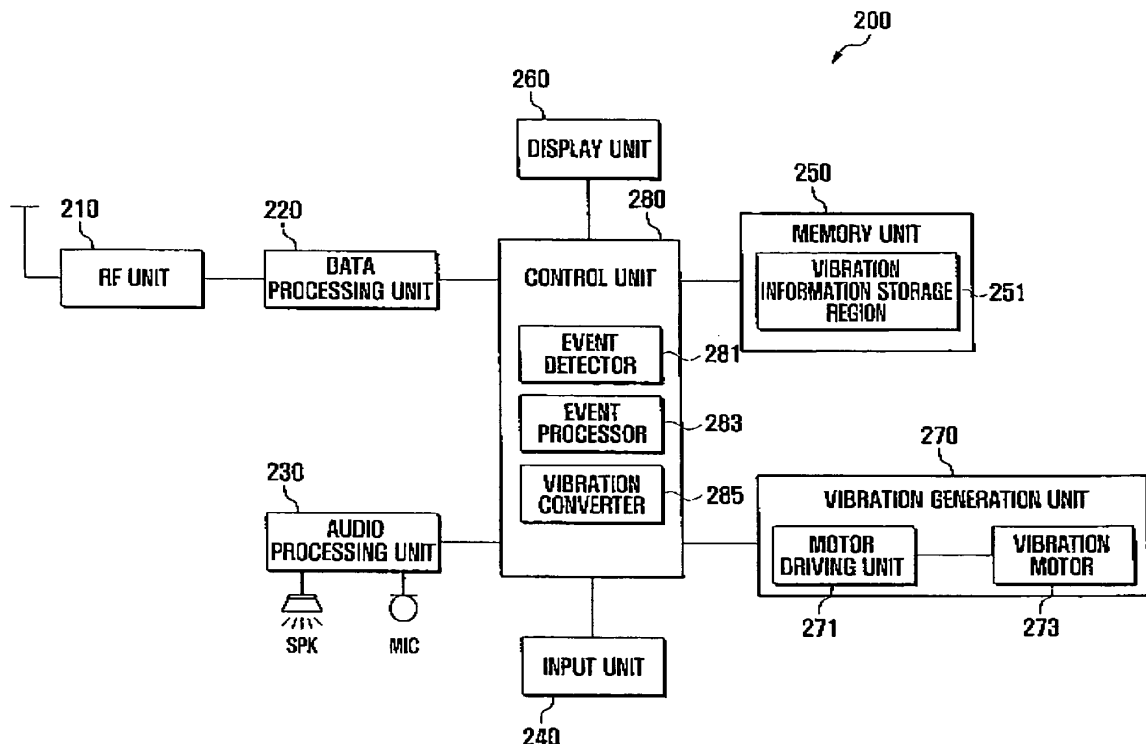 200
260
DISPLAY UNIT
210
RF UNIT
220
DATA
PROCESSING UNIT
280
CONTROL UNIT
EVENT
DETECTOR
281
EVENT
PROCESSOR
283
VIBRATION
CONVERTER
285
250
MEMORY UNIT
VIBRATION
INFORMATION STORAGE
REGION
251
230
AUDIO
PROCESSING UNIT
SPK
MIC
270
VIBRATION GENERATION UNIT
MOTOR
DRIVING UNIT
271
VIBRATION
MOTOR
273
INPUT UNIT
240